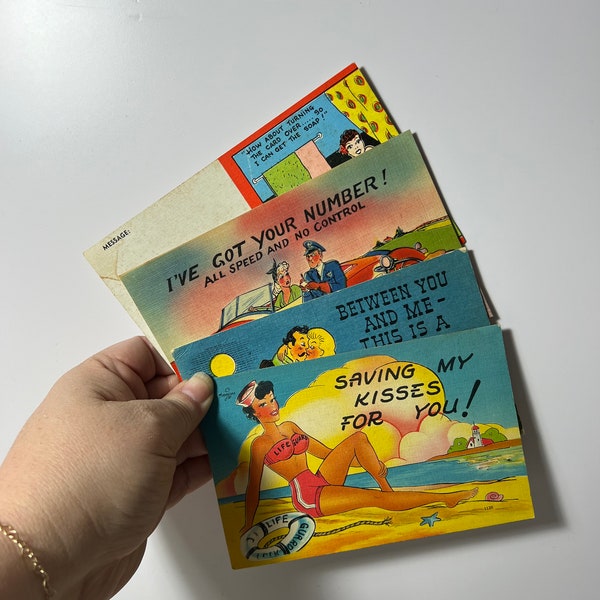 "HOW ABOUT TURNING
THE CARD OVER.....SO
I CAN GET THE SOAP!"
MESSAGE:
I'VE GOT YOUR NUMBER!
ALL SPEED AND NO CONTROL
BETWEEN YOU
AND ME-
THIS IS A
SAVING MY
KISSES
FOR YOU!
LIFE GUARD
LIFE
GUARD